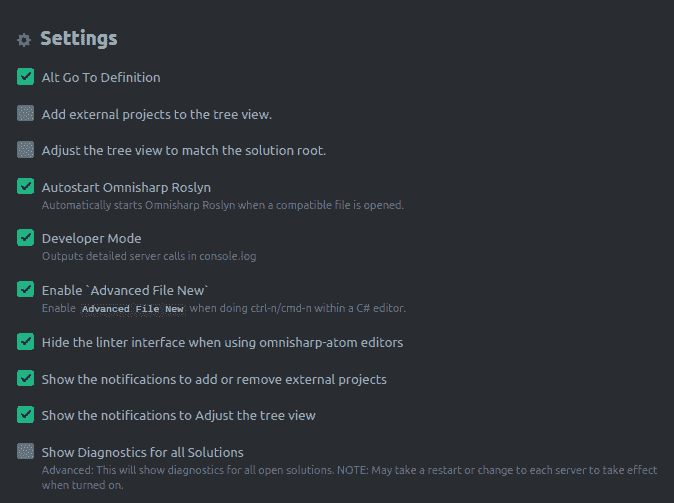 Settings
Alt Go To Definition
Add external projects to the tree view.
Adjust the tree view to match the solution root.
Autostart Omnisharp Roslyn
Automatically starts Omnisharp Roslyn when a compatible file is opened.
Developer Mode
Outputs detailed server calls in console.log
Enable `Advanced File New`
Enable Advanced File New when doing ctrl-n/cmd-n within a C# editor.
Hide the linter interface when using omnisharp-atom editors
Show the notifications to add or remove external projects
Show the notifications to Adjust the tree view
Show Diagnostics for all Solutions
Advanced: This will show diagnostics for all open solutions. NOTE: May take a restart or change to each server to take effect
when turned on.